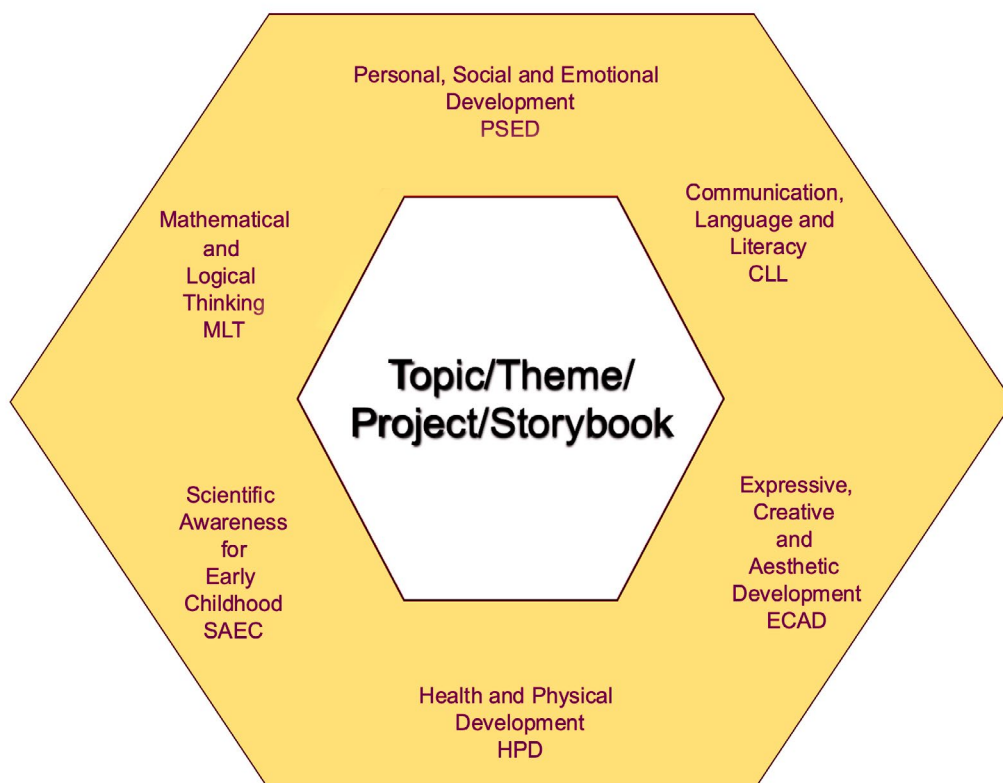 Personal, Social and Emotional
Development
PSED
Communication,
Language and
Literacy
CLL
Mathematical
and
Logical
Thinking
MLT
Topic/Theme/
Project/Storybook
Expressive,
Creative
and
Aesthetic
Development
ECAD
Scientific
Awareness
for
Early
Childhood
SAEC
Health and Physical
Development
HPD